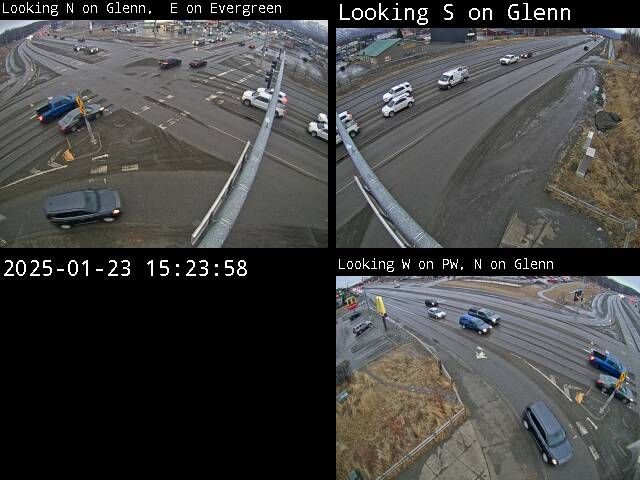 Looking N on Glenn,  E on Evergreen
Looking S on Glenn
2025-01-23 15:23:58
Looking W on PW, N on Glenn